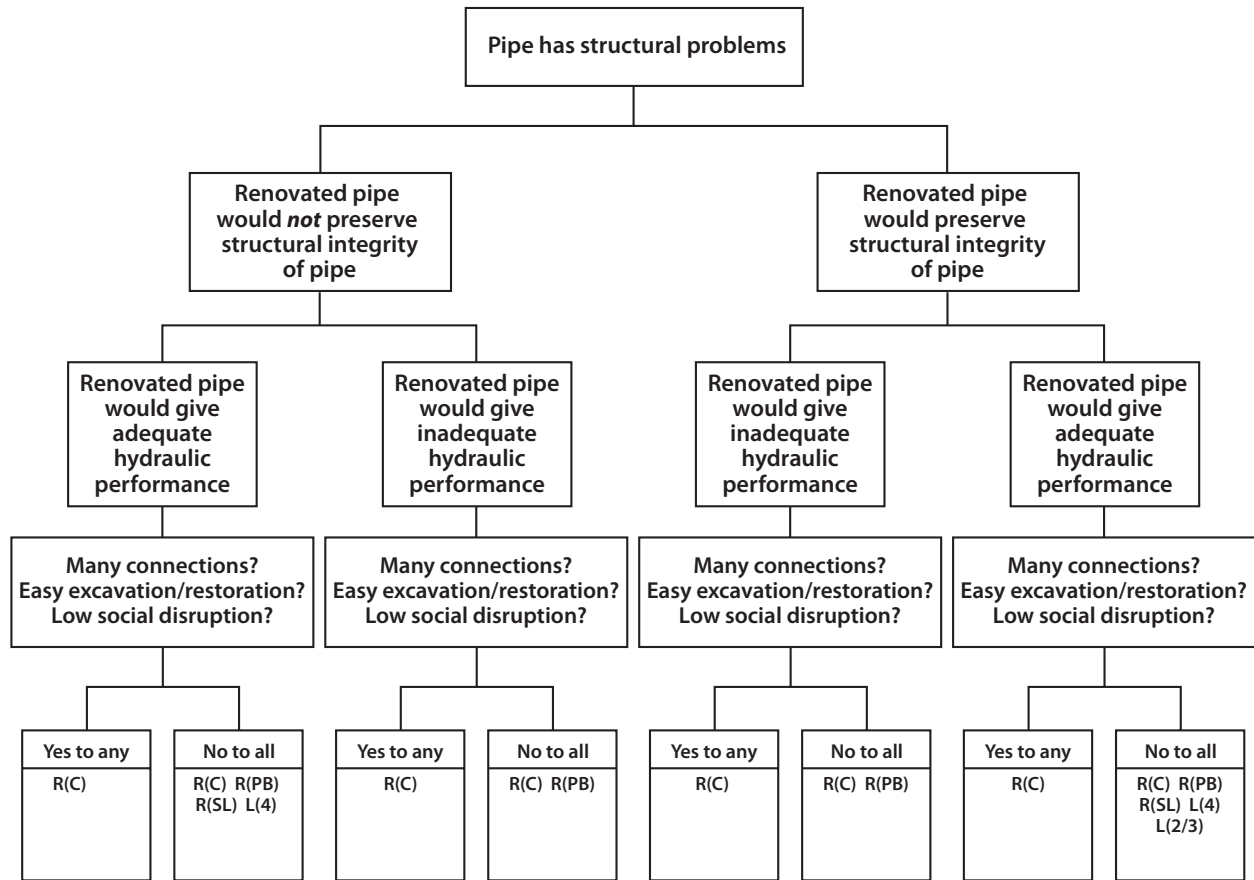 Pipe has structural problems
Renovated pipe
would not preserve
structural integrity
of pipe
Renovated pipe
would preserve
structural integrity
of pipe
Renovated pipe
would give
adequate
hydraulic
performance
Renovated pipe
would give
inadequate
hydraulic
performance
Renovated pipe
would give
inadequate
hydraulic
performance
Renovated pipe
would give
adequate
hydraulic
performance
Many connections?
Easy excavation/restoration?
Low social disruption?
Many connections?
Easy excavation/restoration?
Low social disruption?
Many connections?
Easy excavation/restoration?
Low social disruption?
Many connections?
Easy excavation/restoration?
Low social disruption?
Yes to any
R(C)
No to all
R(C) R(PB)
R(SL) L(4)
Yes to any
R(C)
No to all
R(C) R(PB)
Yes to any
R(C)
No to all
R(C) R(PB)
Yes to any
R(C)
No to all
R(C) R(PB)
R(SL) L(4)
L(2/3)